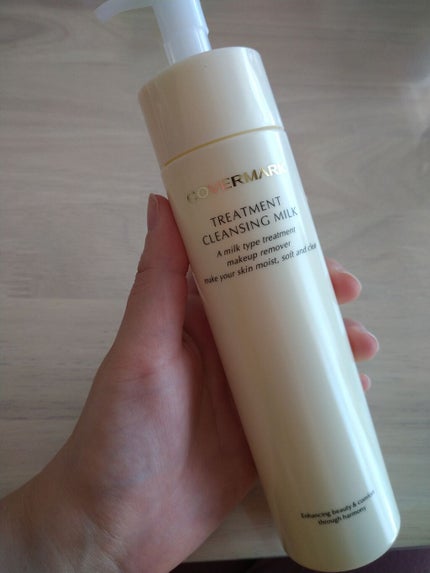 COVERMARK
TREATMENT
CLEANSING MILK
A milk type treatment
makeup remover
make your skin moist, soft and clear
Enhancing beauty & comfort
through harmony